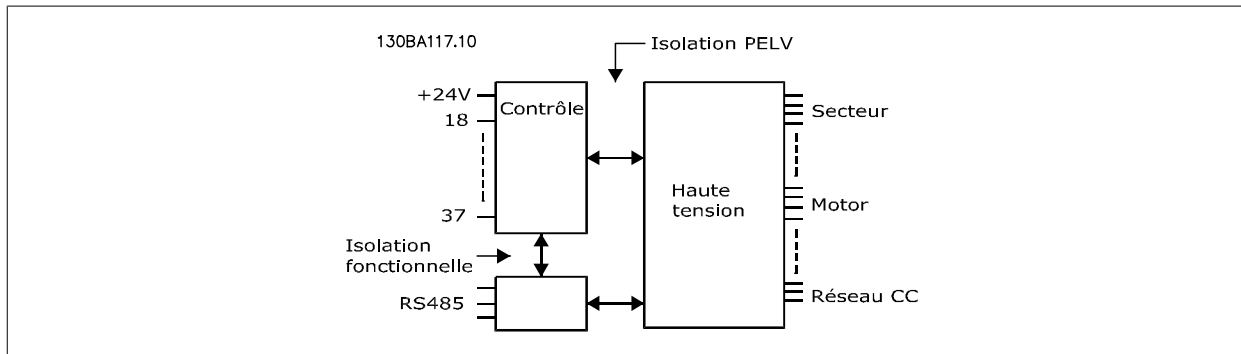 130BA117.10
Isolation PELV
+24V
Contrôle
18
Secteur
Haute
tension
37
Motor
Isolation
fonctionnelle
RS485
Réseau CC